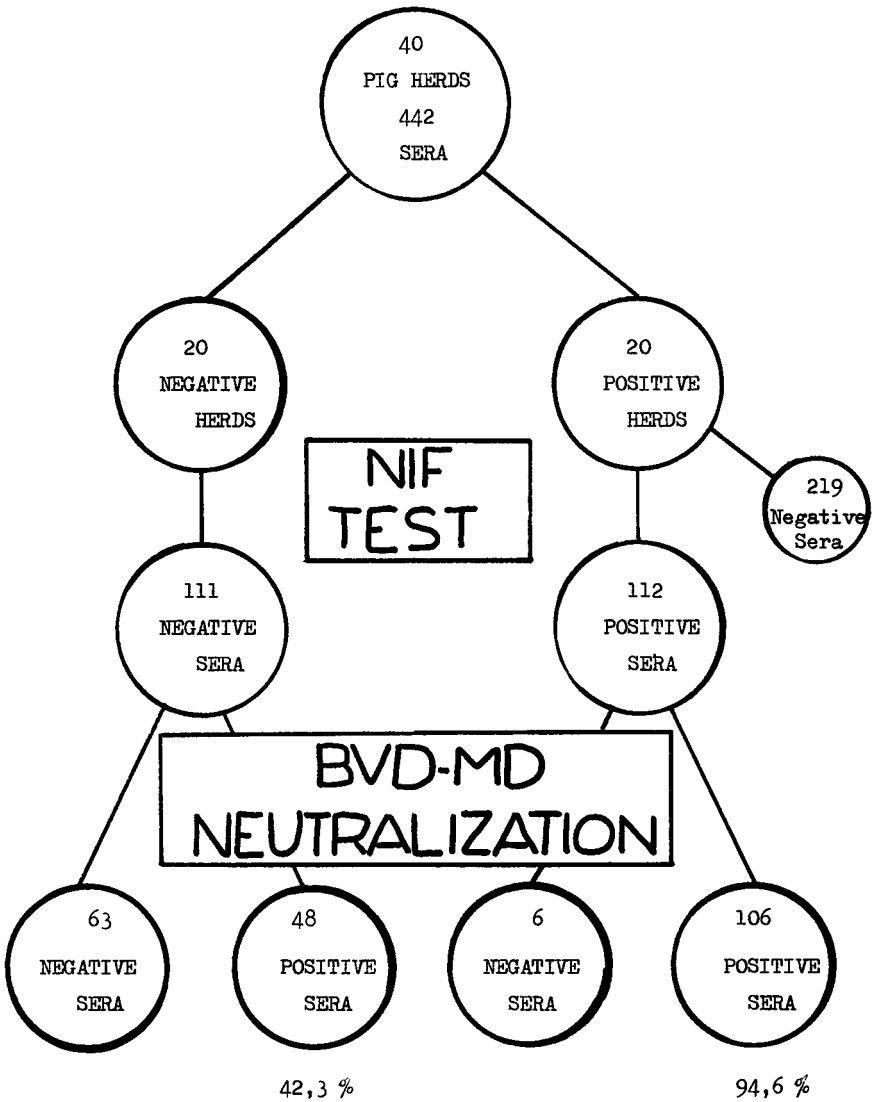 40
PIG HERDS
442
SERA
20
NEGATIVE
HERDS
20
POSITIVE
HERDS
NIF
TEST
219
Negative
Sera
111
NEGATIVE
SERA
112
POSITIVE
SERA
BVD-MD
NEUTRALIZATION
63
NEGATIVE
SERA
48
POSITIVE
SERA
6
NEGATIVE
SERA
106
POSITIVE
SERA
42,3 %
94,6 %